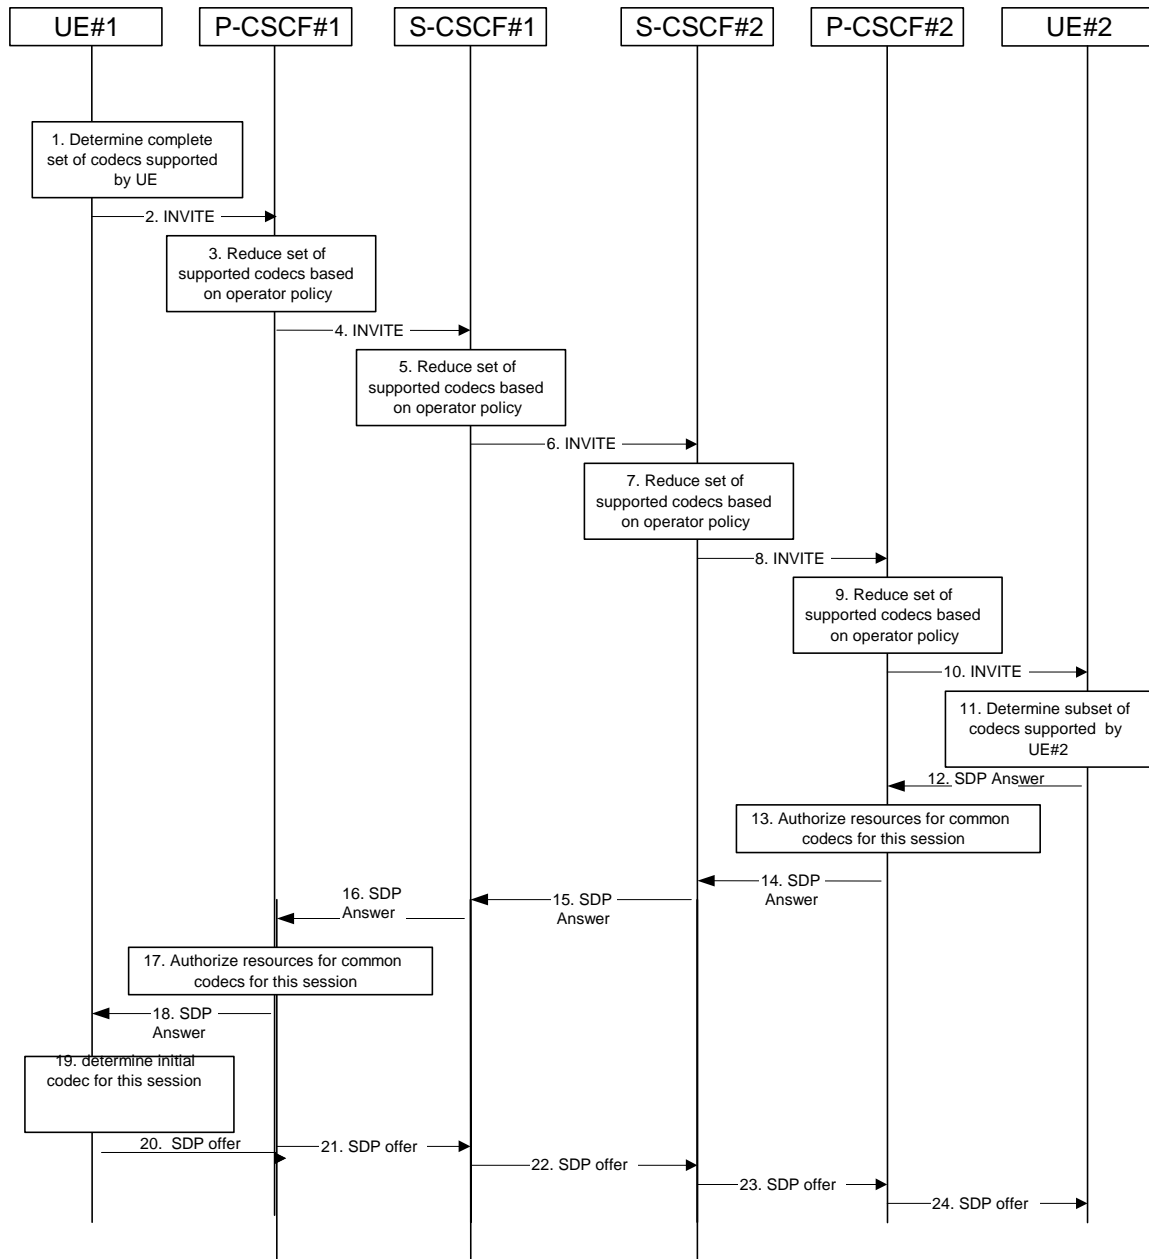 UE#1
P-CSCF#1
S-CSCF#1
S-CSCF#2
P-CSCF#2
UE#2
1. Determine complete
set of codecs supported
by UE
2. INVITE
3. Reduce set of
supported codecs based
on operator policy
4. INVITE
5. Reduce set of
supported codecs based
on operator policy
6. INVITE
7. Reduce set of
supported codecs based
on operator policy
8. INVITE
9. Reduce set of
supported codecs based
on operator policy
10. INVITE
11. Determine subset of
codecs supported by
UE#2
12. SDP Answer
13. Authorize resources for common
codecs for this session
14. SDP
Answer
15. SDP
Answer
16. SDP
Answer
17. Authorize resources for common
codecs for this session
18. SDP
Answer
19. determine initial
codec for this session
20. SDP offer
21. SDP offer
22. SDP offer
23. SDP offer
24. SDP offer